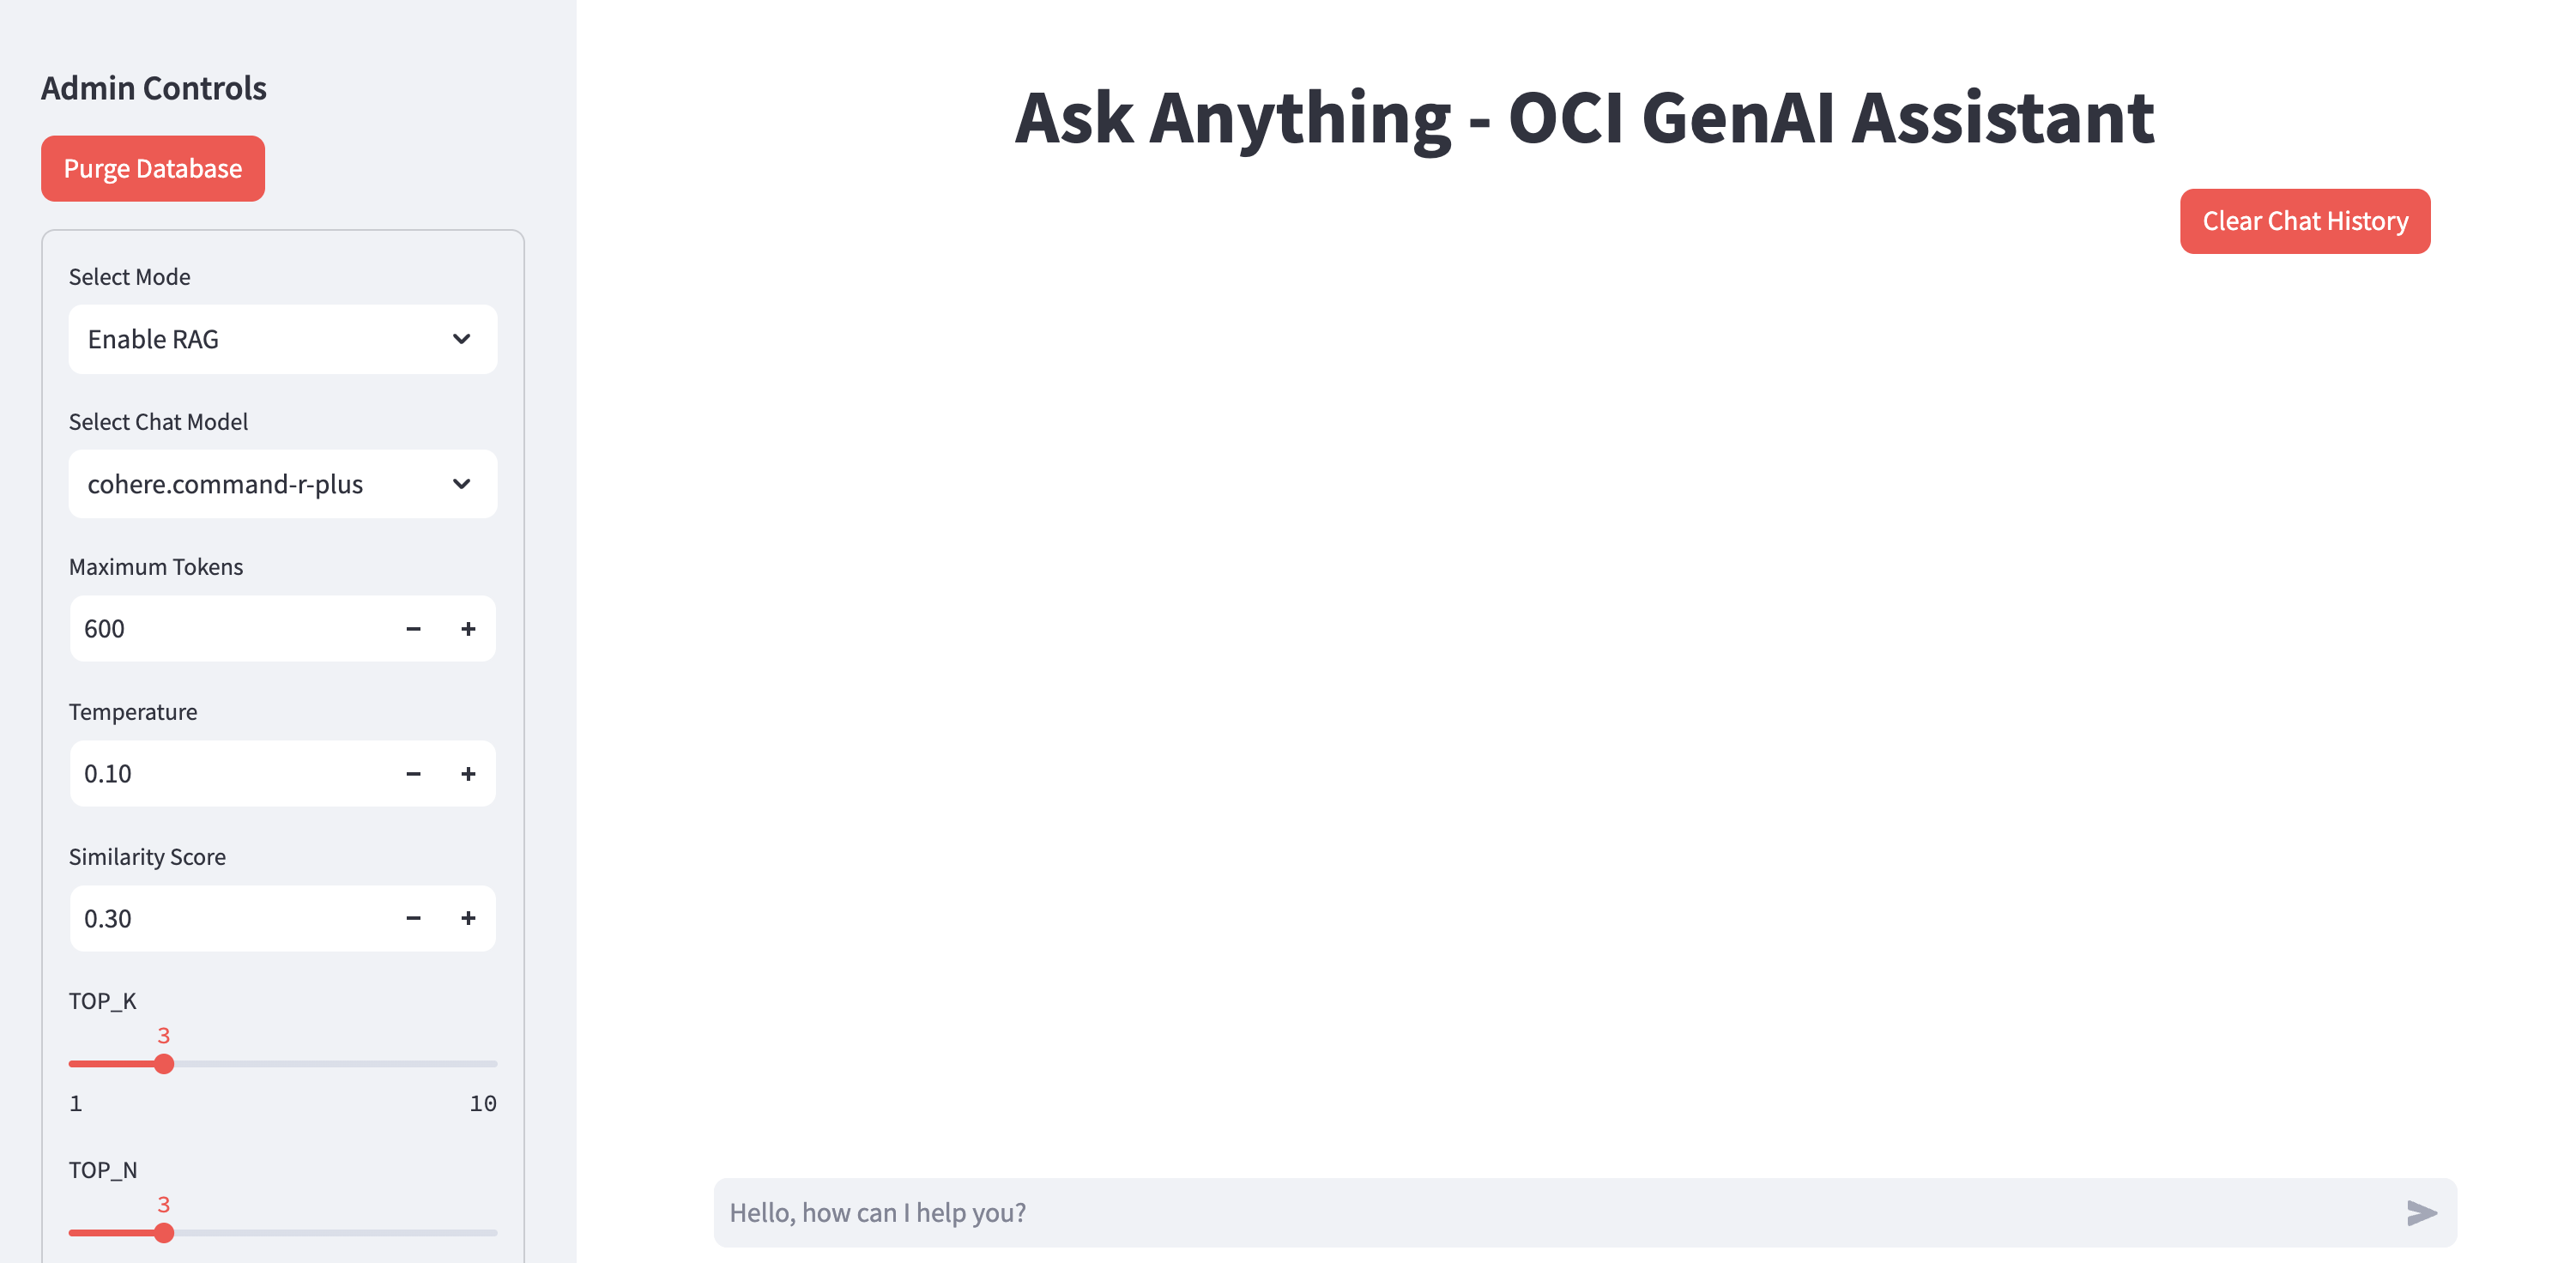 Admin Controls
Purge Database
Select Mode
Enable RAG
Select Chat Model
cohere.command-r-plus
Maximum Tokens
600
Temperature
0.10
Similarity Score
0.30
TOP_K
3
1 10
TOP_N
3
Ask Anything - OCI GenAI Assistant
Clear Chat History
Hello, how can I help you?